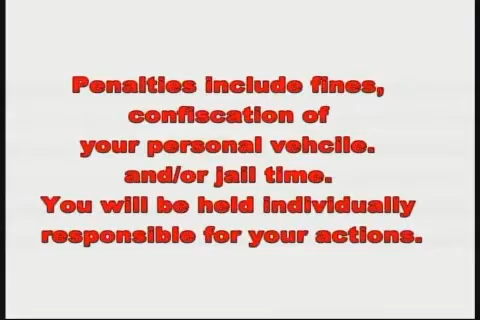 Penalties include fines,
confiscation of
your personal vehcile.
and/or jail time.
You will be held individually
responsible for your actions.